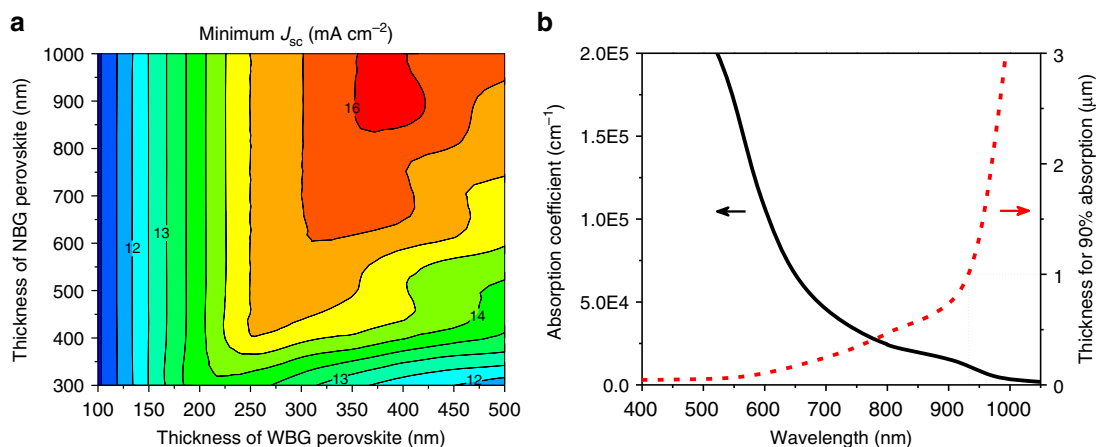 a
Minimum Jsc (mA cm−2)
Thickness of NBG perovskite (nm)
1000
900
800
700
600
500
400
300
16
12
13
14
13
12
100 150 200 250 300 350 400 450 500
Thickness of WBG perovskite (nm)
b
Absorption coefficient (cm−1)
2.0E5
1.5E5
1.0E5
5.0E4
0.0
3
2
1
0
Thickness for 90% absorption (μm)
400 500 600 700 800 900 1000
Wavelength (nm)